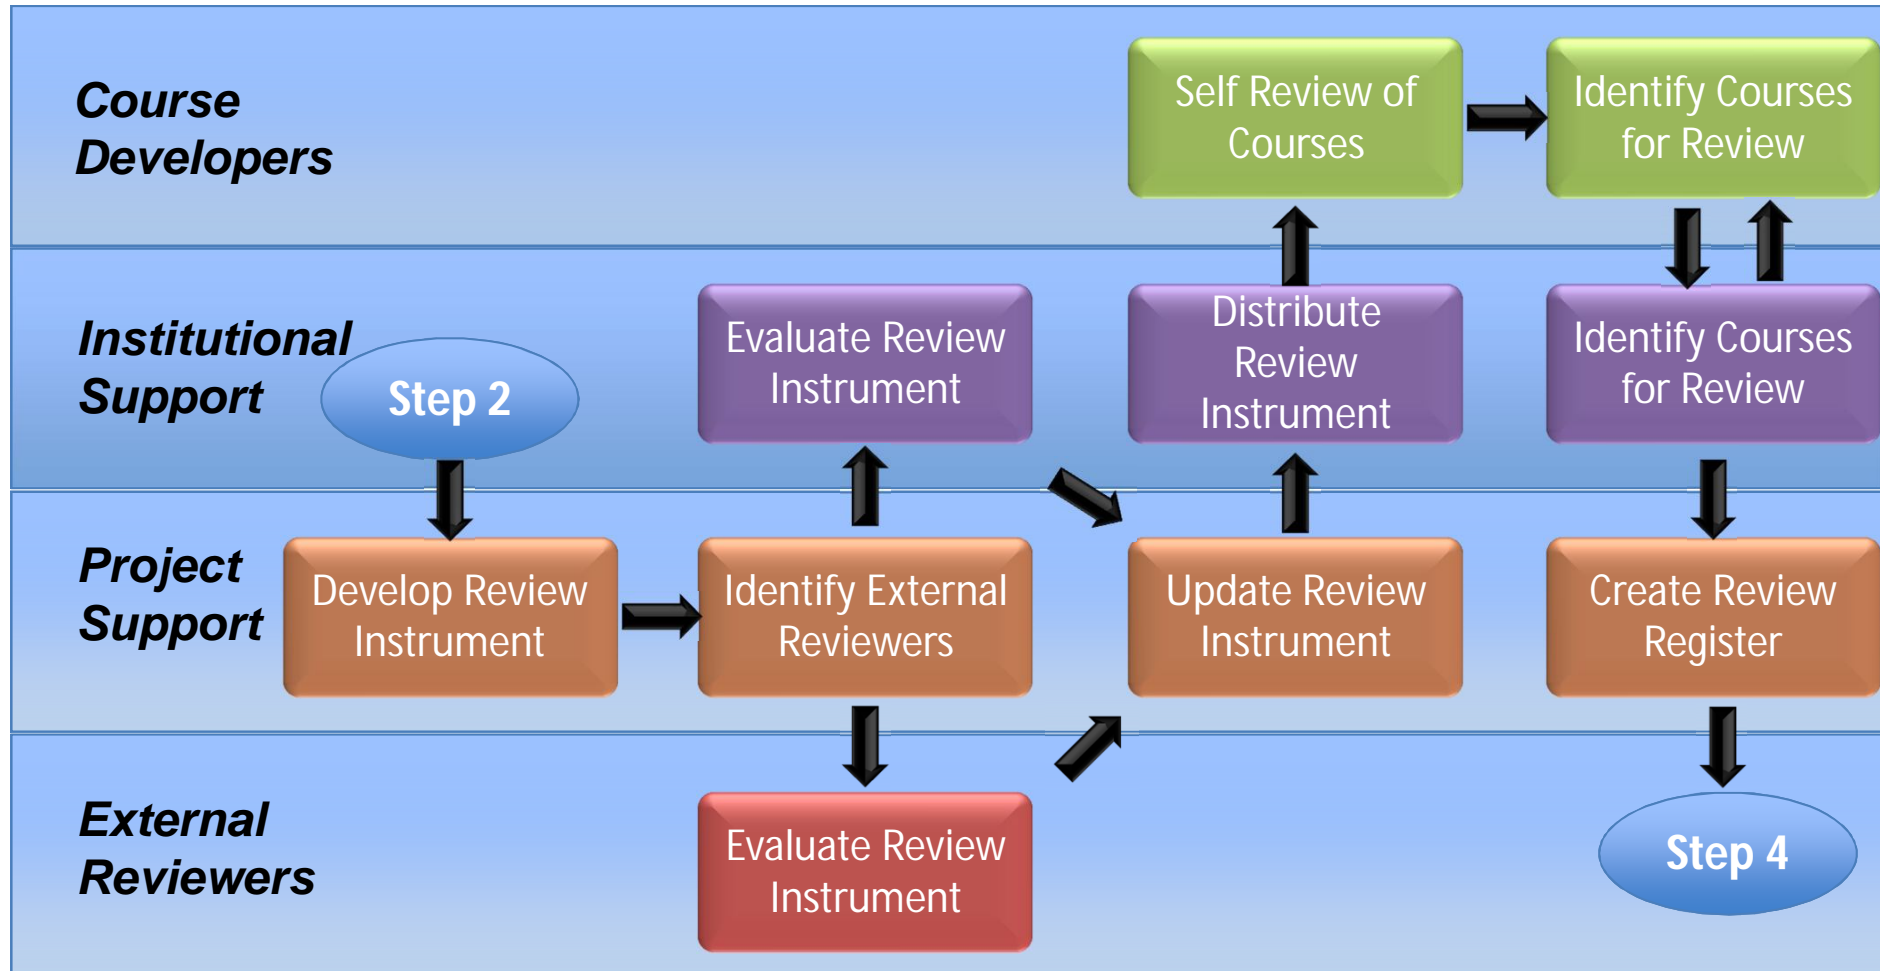 Course
Developers
Self Review of
Courses
Identify Courses
for Review
Institutional
Support
Step 2
Evaluate Review
Instrument
Distribute
Review
Instrument
Identify Courses
for Review
Project
Support
Develop Review
Instrument
Identify External
Reviewers
Update Review
Instrument
Create Review
Register
External
Reviewers
Evaluate Review
Instrument
Step 4